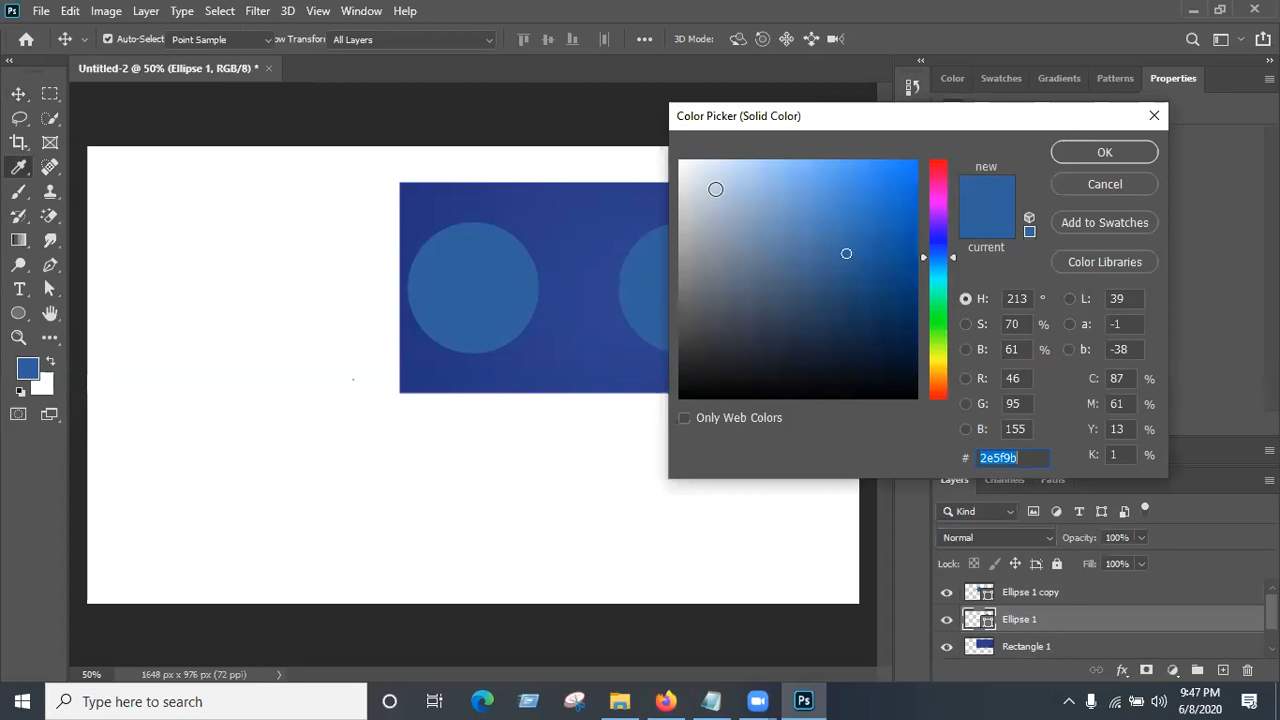 Ps File Edit Image Layer Type Select Filter 3D View Window Help
Auto-Select Point Sample ow Transform All Layers 3D Mode:
Untitled-2 @ 50% (Ellipse 1, RGB/8) *
Color Swatches Gradients Patterns Properties
Color Picker (Solid Color)
OK
new
Cancel
Add to Swatches
current
Color Libraries
H: 213 ° L: 39
S: 70 % a: -1
B: 61 % b: -38
R: 46 C: 87 %
G: 95 M: 61 %
B: 155 Y: 13 %
# 2e5f9b K: 1 %
Only Web Colors
Layers Channels Paths
Kind
Normal Opacity: 100%
Lock: Fill: 100%
Ellipse 1 copy
Ellipse 1
Rectangle 1
50% 1648 px x 976 px (72 ppi)
Type here to search
Ps
9:47 PM
6/8/2020